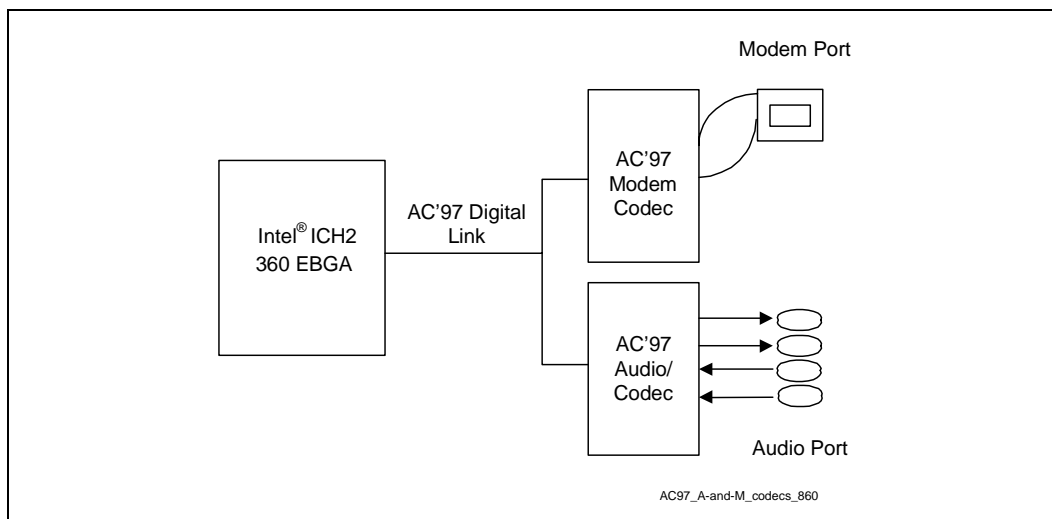 Modem Port
AC'97
Modem
Codec
AC'97 Digital
Link
Intel® ICH2
360 EBGA
AC'97
Audio/
Codec
Audio Port
AC97_A-and-M_codecs_860